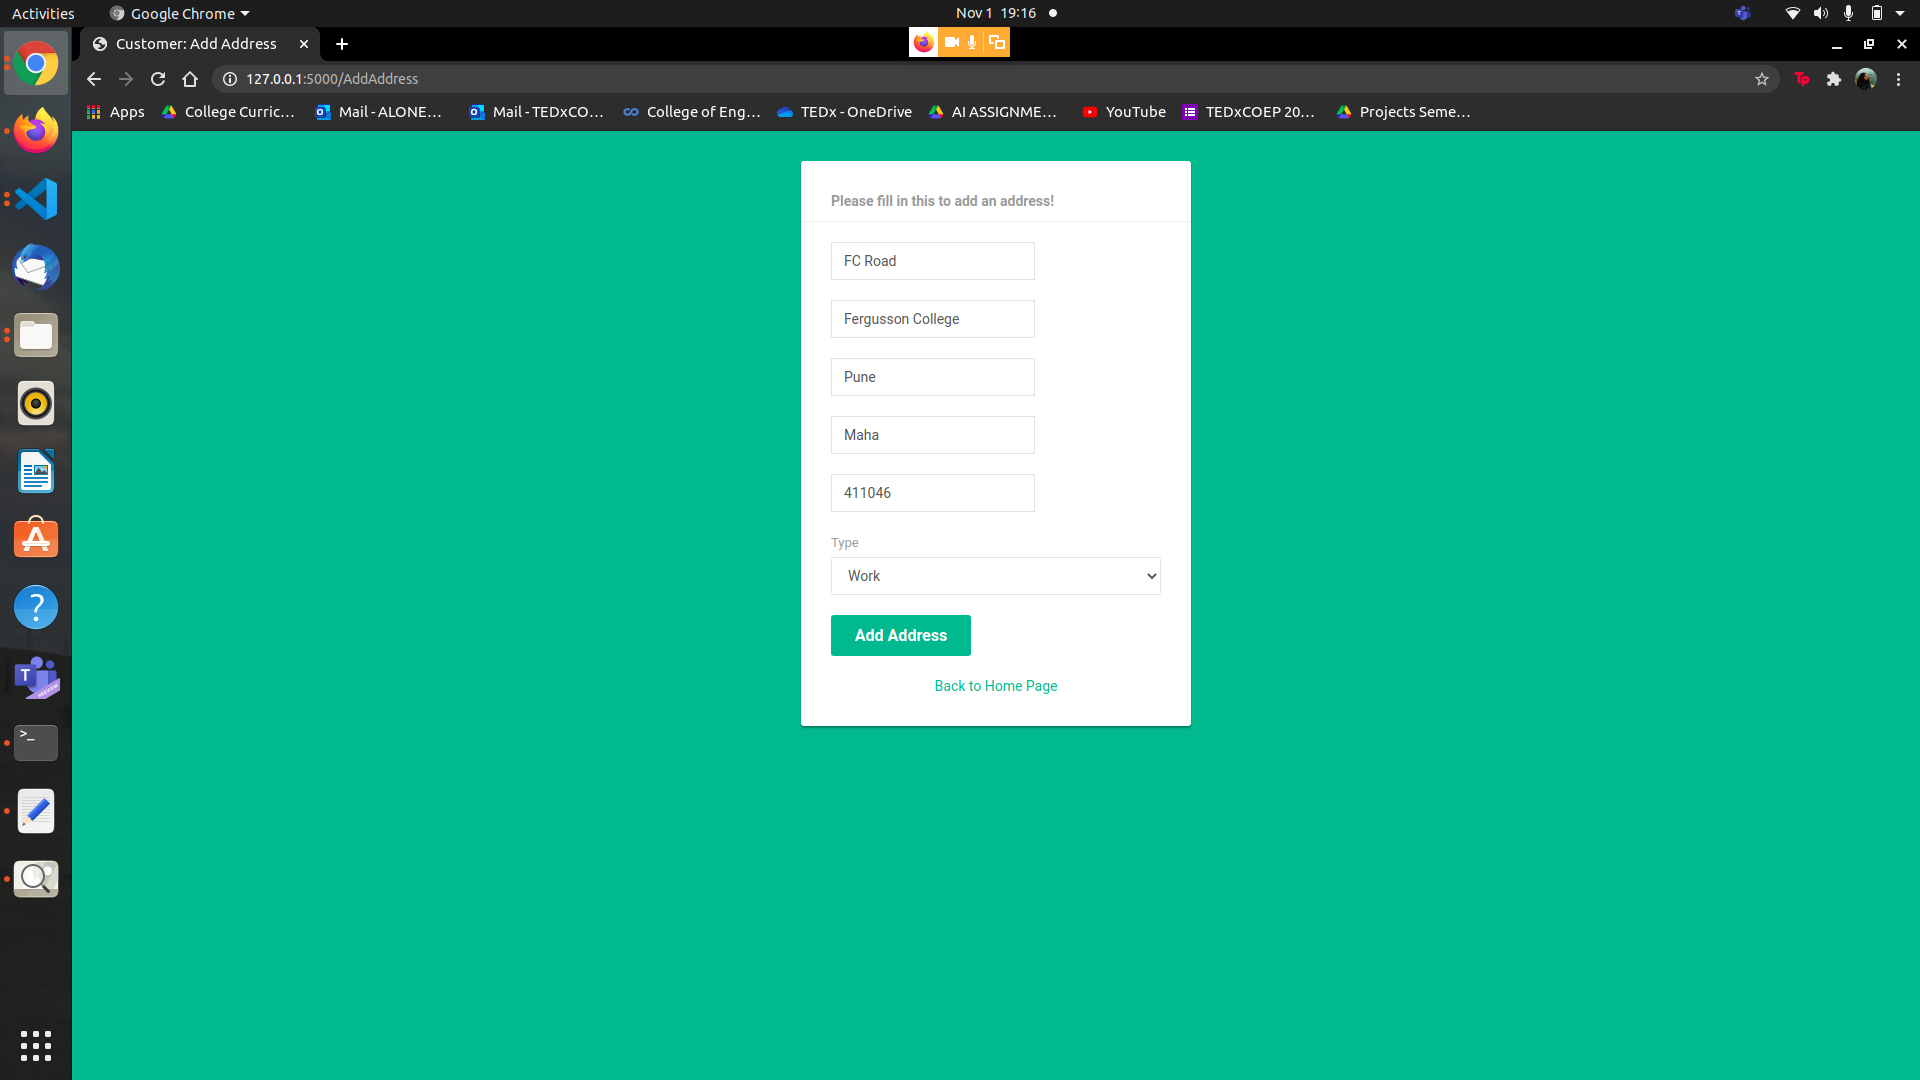 Activities
Google Chrome
Nov 1 19:16
Customer: Add Address
127.0.0.1:5000/AddAddress
Tp
Apps
College Curric...
Mail - ALONE...
Mail - TEDxCO...
College of Eng...
TEDx - OneDrive
AI ASSIGNME...
YouTube
TEDxCOEP 20...
Projects Seme...
Please fill in this to add an address!
FC Road
Fergusson College
Pune
Maha
411046
Type
Work
Add Address
Back to Home Page